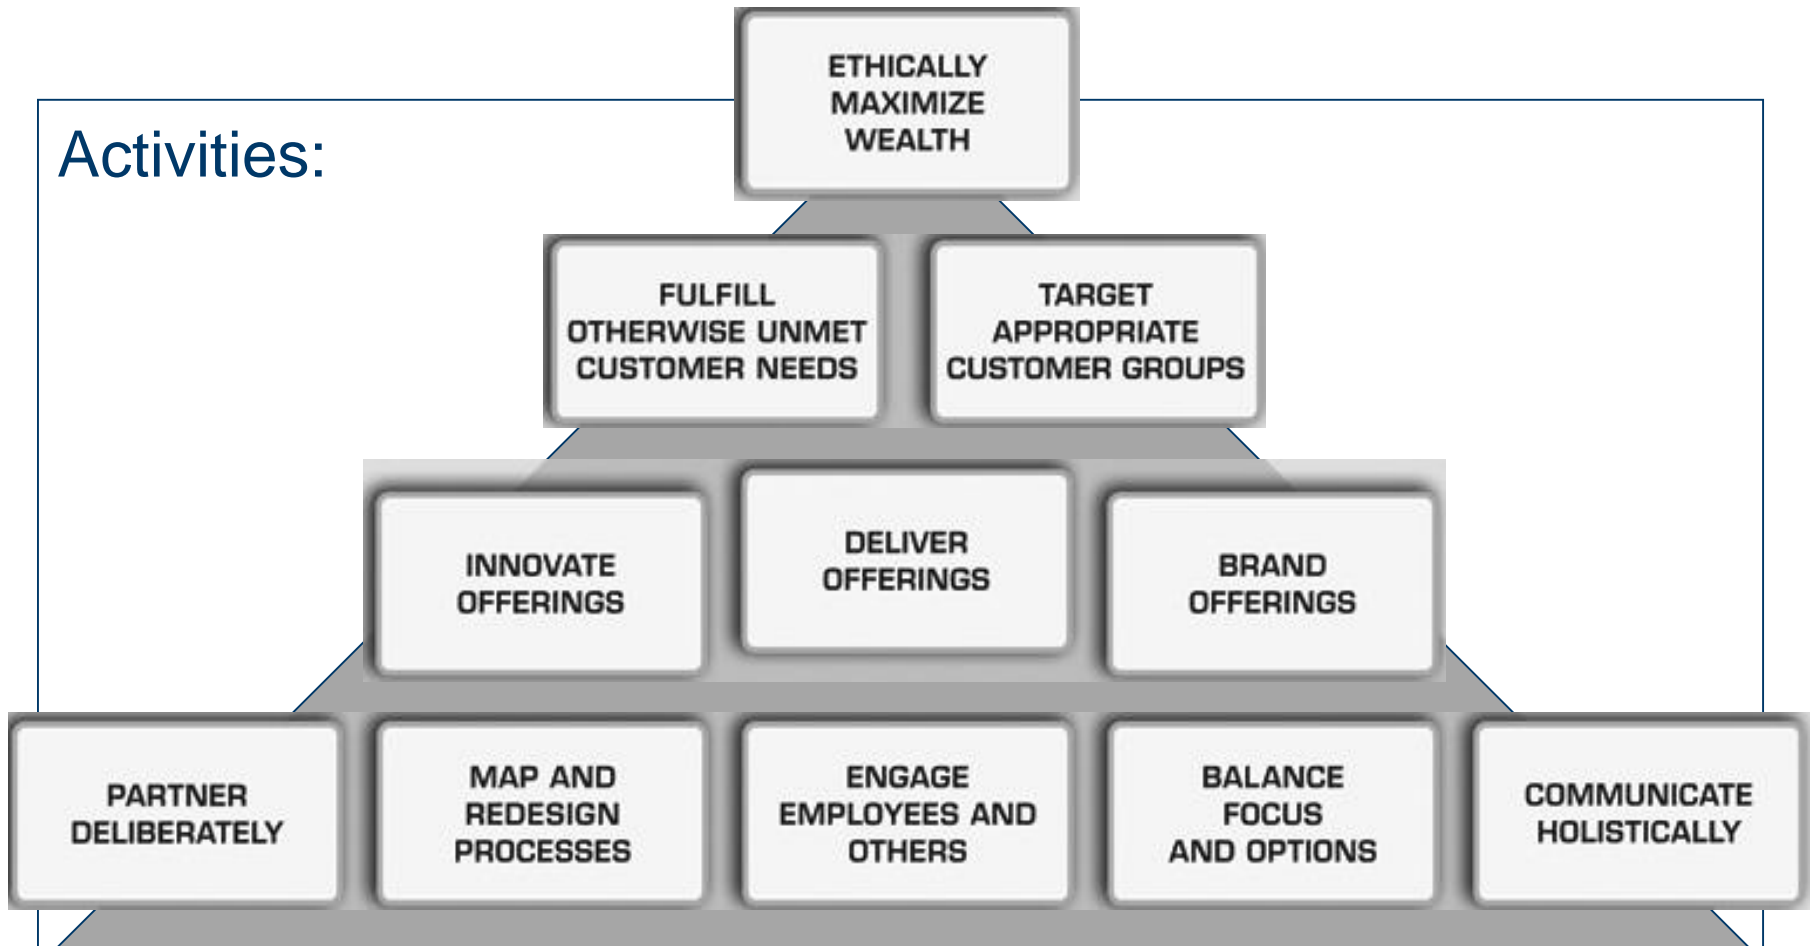 ETHICALLY
MAXIMIZE
WEALTH
Activities:
FULFILL
OTHERWISE UNMET
CUSTOMER NEEDS
TARGET
APPROPRIATE
CUSTOMER GROUPS
INNOVATE
OFFERINGS
DELIVER
OFFERINGS
BRAND
OFFERINGS
PARTNER
DELIBERATELY
MAP AND
REDESIGN
PROCESSES
ENGAGE
EMPLOYEES AND
OTHERS
BALANCE
FOCUS
AND OPTIONS
COMMUNICATE
HOLISTICALLY